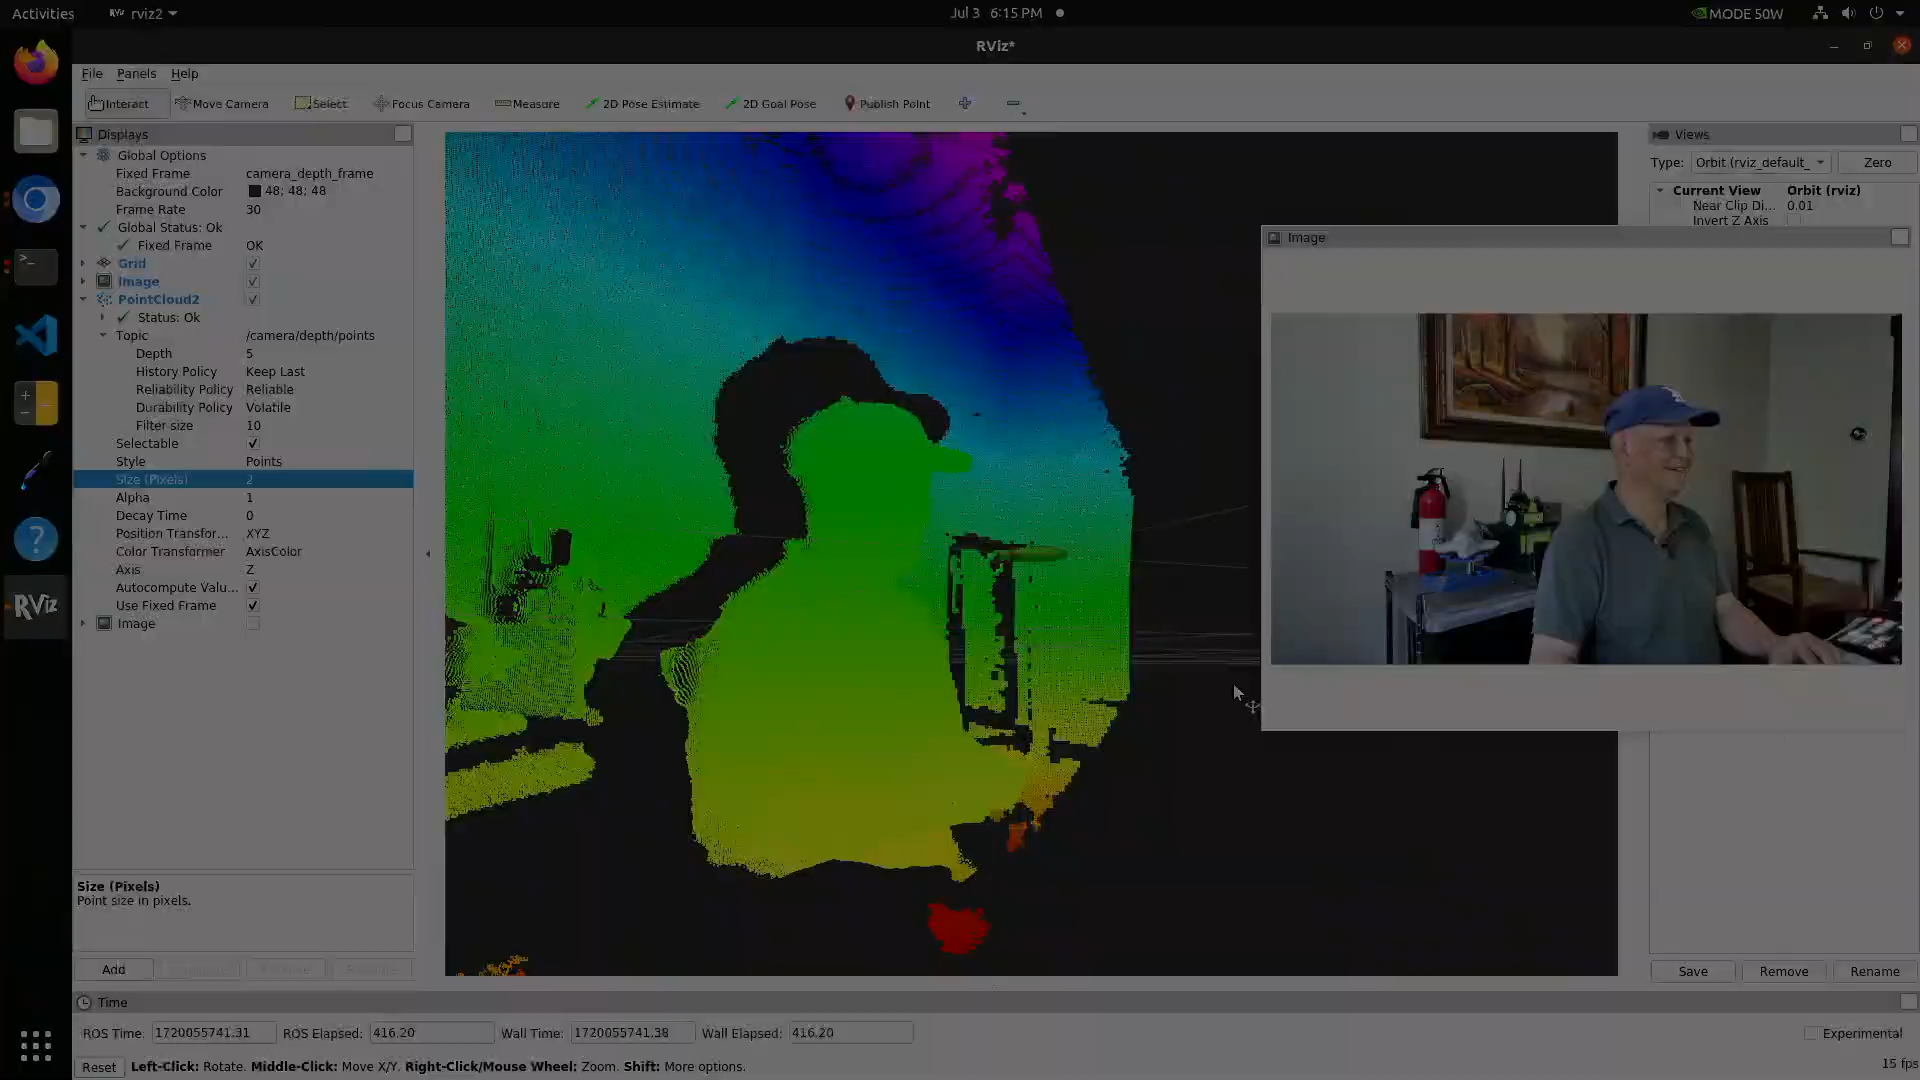 Activities rviz2 Jul 3 6:15 PM MODE 50W
RViz*
File Panels Help
Interact Move Camera Select Focus Camera Measure 2D Pose Estimate 2D Goal Pose Publish Point
Displays
Global Options
Fixed Frame camera_depth_frame
Background Color 48; 48; 48
Frame Rate 30
Global Status: Ok
Fixed Frame OK
Grid
Image
PointCloud2
Status: Ok
Topic /camera/depth/points
Depth 5
History Policy Keep Last
Reliability Policy Reliable
Durability Policy Volatile
Filter size 10
Selectable
Style Points
Size (Pixels) 2
Alpha 1
Decay Time 0
Position Transfor... XYZ
Color Transformer AxisColor
Axis Z
Autocompute Valu...
Use Fixed Frame
Image
Size (Pixels)
Point size in pixels.
Add
RViz
Views
Type: Orbit (rviz_default_ Zero
Current View Orbit (rviz)
Near Clip Di... 0.01
Invert Z Axis
Image
Save Remove Rename
Time
ROS Time: 1720055741.31 ROS Elapsed: 416.20 Wall Time: 1720055741.38 Wall Elapsed: 416.20 Experimental
Reset Left-Click: Rotate. Middle-Click: Move X/Y. Right-Click/Mouse Wheel: Zoom. Shift: More options. 15 fps